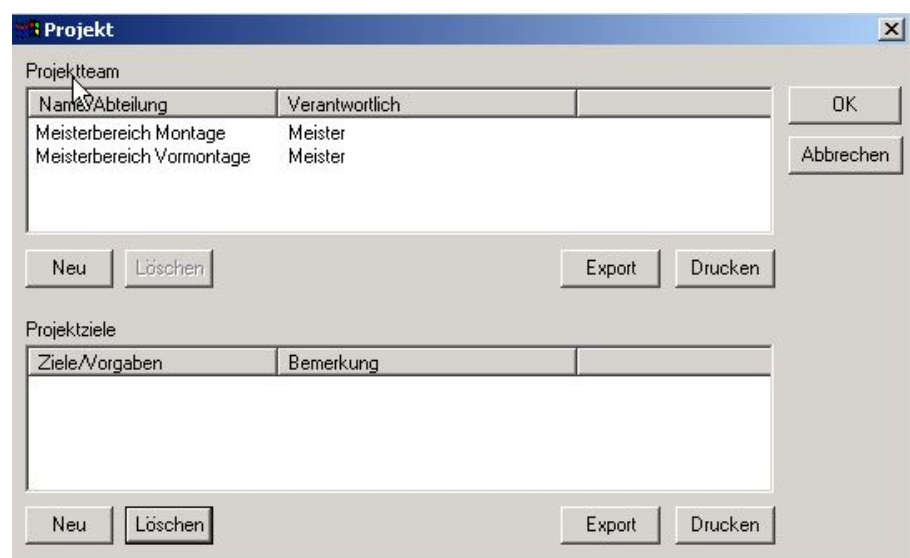 Projekt
Projektteam
Name/Abteilung Verantwortlich
OK
Meisterbereich Montage Meister
Meisterbereich Vormontage Meister
Abbrechen
Neu Löschen Export Drucken
Projektziele
Ziele/Vorgaben Bemerkung
Neu Löschen Export Drucken